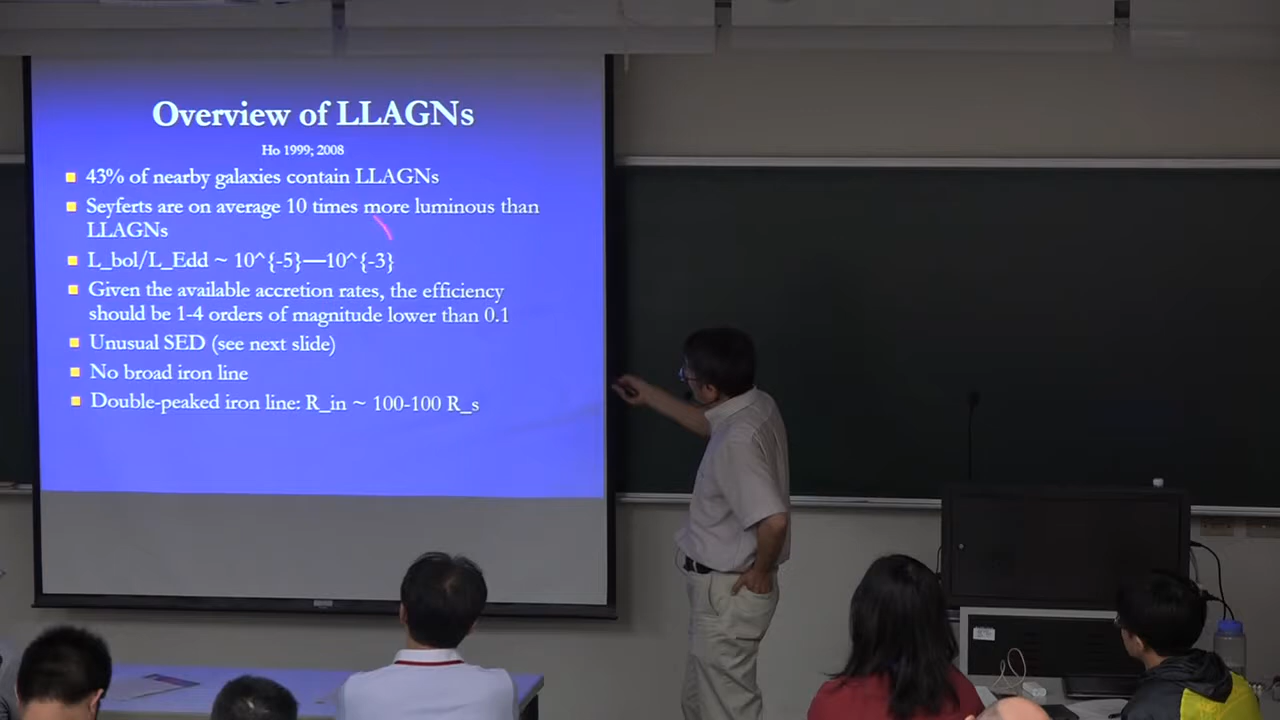 Overview of LLAGNs
Ho 1999; 2008
43% of nearby galaxies contain LLAGNs
Seyferts are on average 10 times more luminous than
LLAGNs
L_bol/L_Edd ~ 10^{-5}—10^{-3}
Given the available accretion rates, the efficiency
should be 1-4 orders of magnitude lower than 0.1
Unusual SED (see next slide)
No broad iron line
Double-peaked iron line: R_in ~ 100-100 R_s